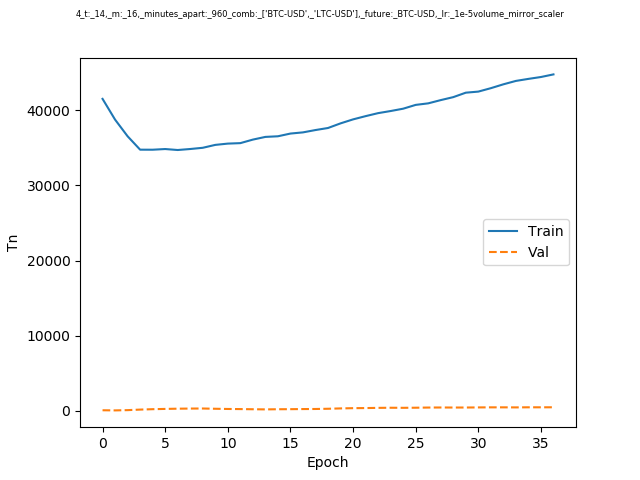 4_t:_14,_m:_16,_minutes_apart:_960_comb:_['BTC-USD',_'LTC-USD'],_future:_BTC-USD,_lr:_1e-5volume_mirror_scaler
40000
30000
20000
10000
0
Tn
Train
Val
0 5 10 15 20 25 30 35
Epoch